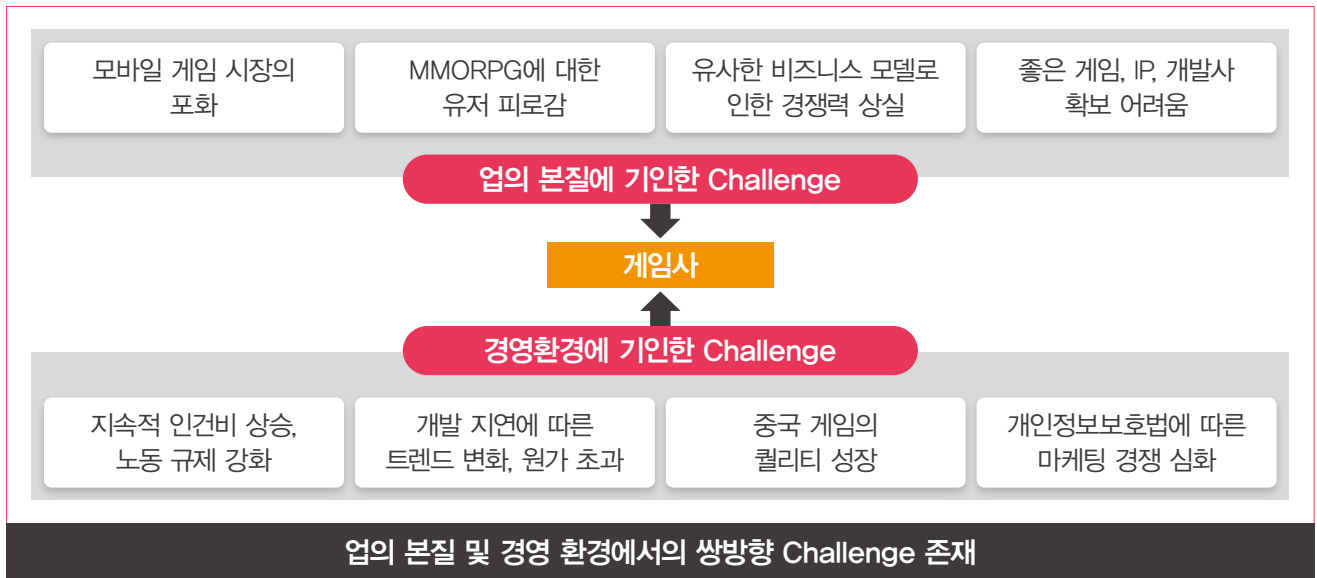 모바일 게임 시장의
포화
MMORPG에 대한
유저 피로감
유사한 비즈니스 모델로
인한 경쟁력 상실
좋은 게임, IP, 개발사
확보 어려움
업의 본질에 기인한 Challenge
게임사
경영환경에 기인한 Challenge
지속적 인건비 상승,
노동 규제 강화
개발 지연에 따른
트렌드 변화, 원가 초과
중국 게임의
퀄리티 성장
개인정보보호법에 따른
마케팅 경쟁 심화
업의 본질 및 경영 환경에서의 쌍방향 Challenge 존재